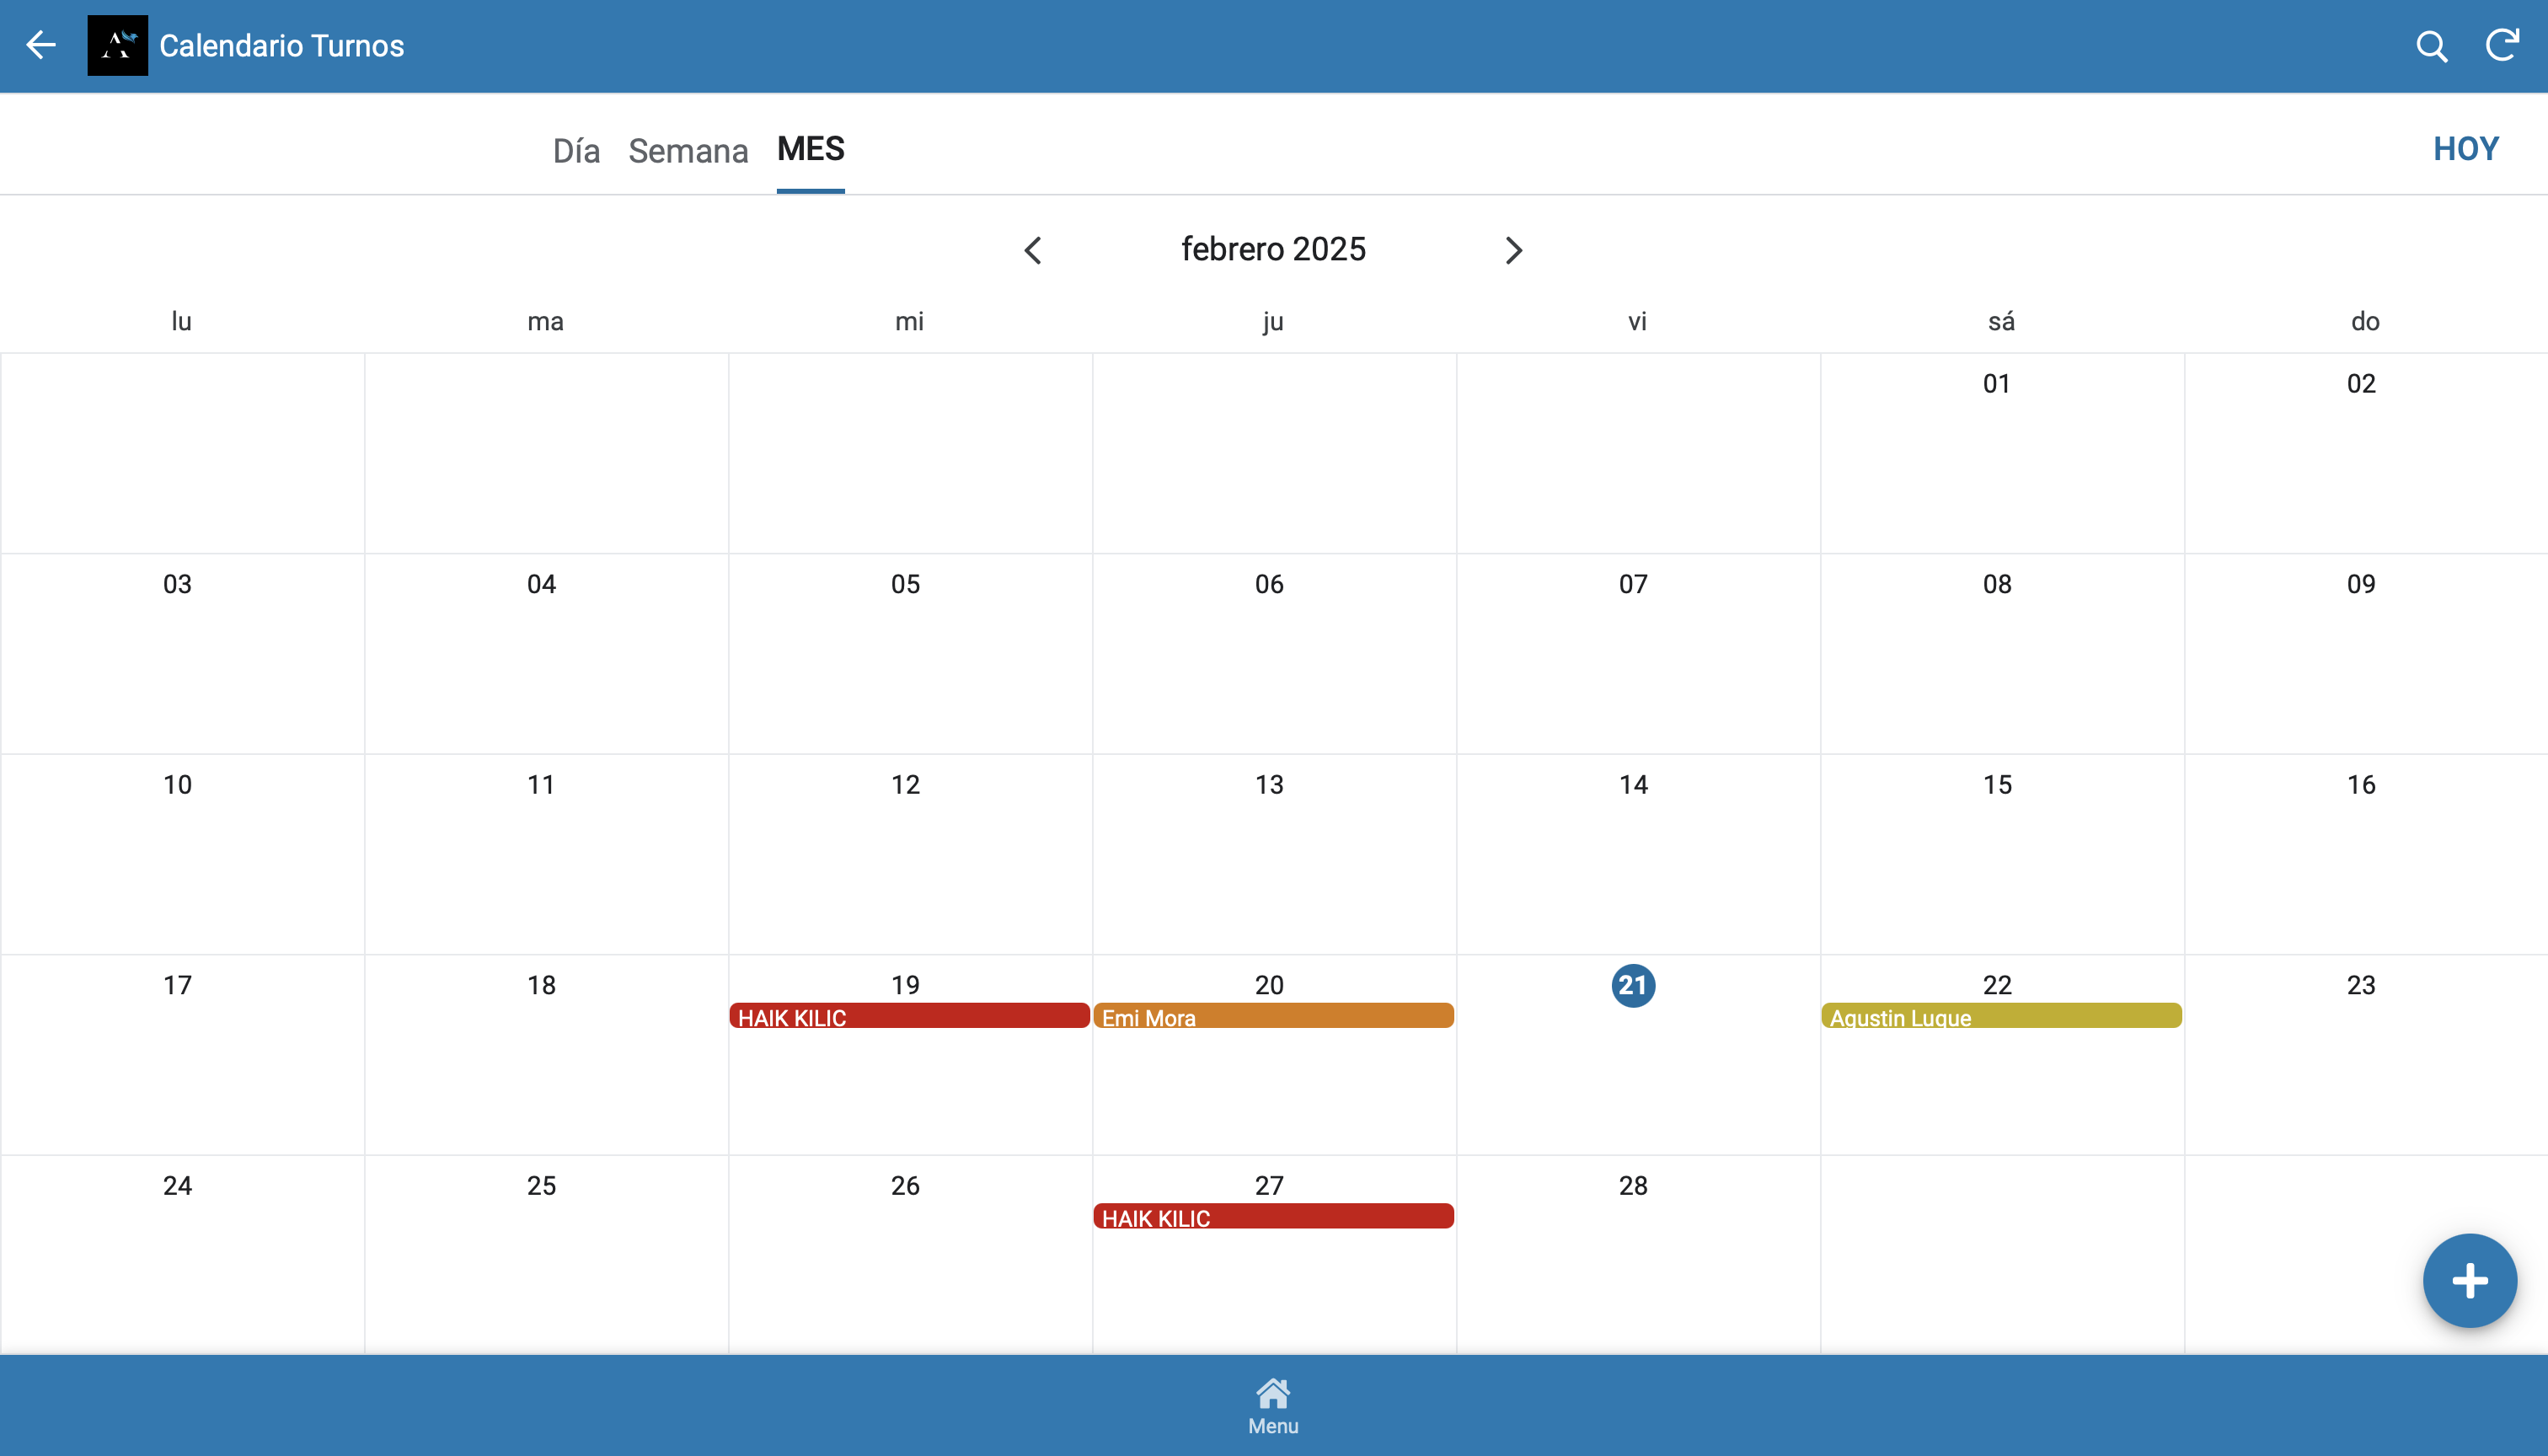 Calendario Turnos
Día Semana MES HOY
febrero 2025
lu ma mi ju vi sá do
01 02
03 04 05 06 07 08 09
10 11 12 13 14 15 16
17 18 19 20 21 22 23
HAIK KILIC Emi Mora Agustin Luque
24 25 26 27 28
HAIK KILIC
Menu